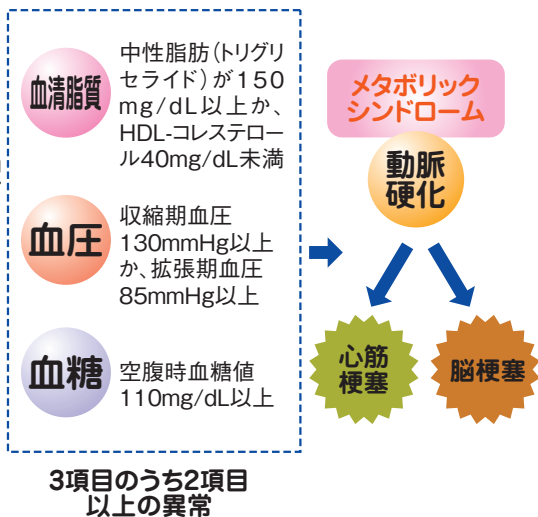 血清脂質
中性脂肪(トリグリ
セライド)が150
mg/dL以上か、
HDL-コレステロー
ル40mg/dL未満
血圧
収縮期血圧
130mmHg以上
か、拡張期血圧
85mmHg以上
血糖
空腹時血糖値
110mg/dL以上
3項目のうち2項目
以上の異常
メタボリック
シンドローム
動脈
硬化
心筋
梗塞
脳梗塞